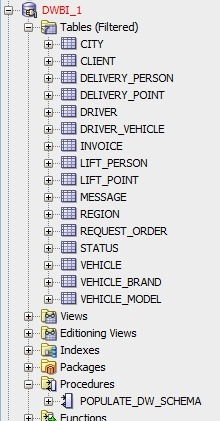 DWBI_1
Tables (Filtered)
CITY
CLIENT
DELIVERY_PERSON
DELIVERY_POINT
DRIVER
DRIVER_VEHICLE
INVOICE
LIFT_PERSON
LIFT_POINT
MESSAGE
REGION
REQUEST_ORDER
STATUS
VEHICLE
VEHICLE_BRAND
VEHICLE_MODEL
Views
Editioning Views
Indexes
Packages
Procedures
POPULATE_DW_SCHEMA
Functions